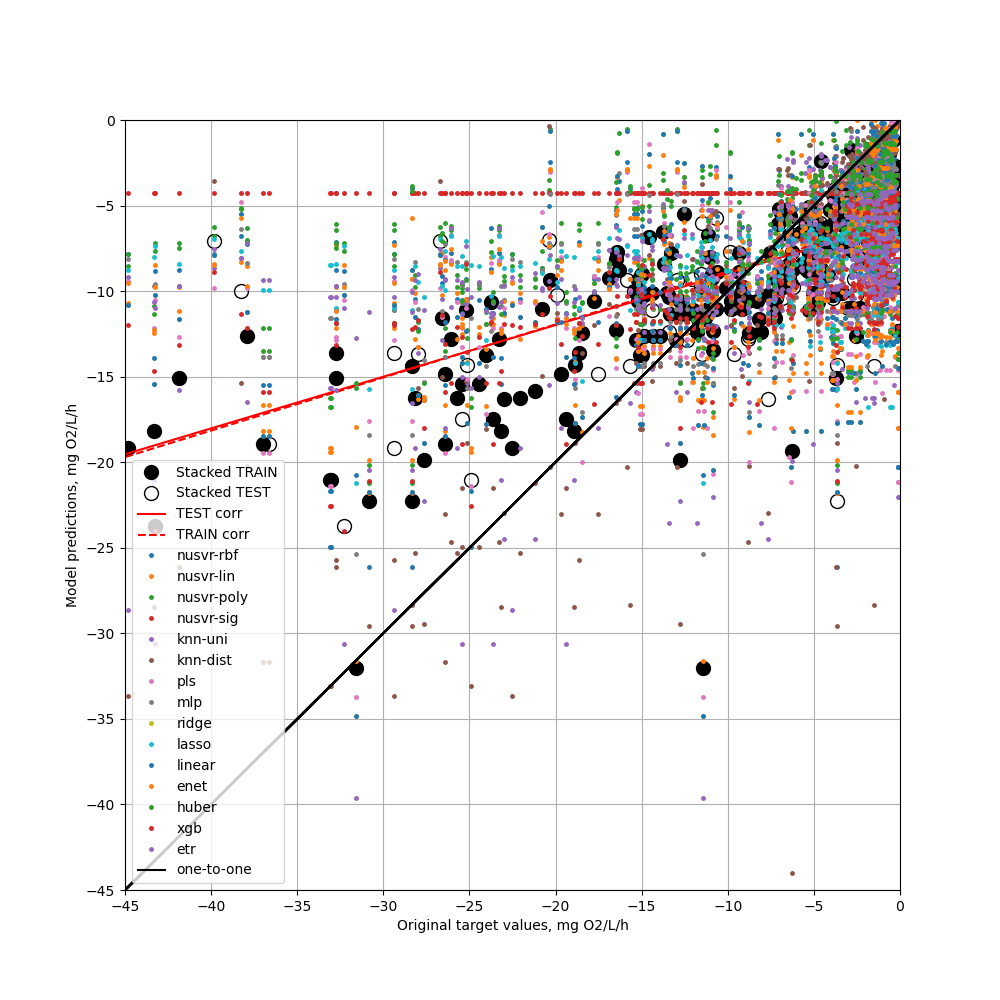 0
−5
−10
−15
−20
−25
−30
−35
−40
−45
Model predictions, mg O2/L/h
Stacked TRAIN
Stacked TEST
TEST corr
TRAIN corr
nusvr-rbf
nusvr-lin
nusvr-poly
nusvr-sig
knn-uni
knn-dist
pls
mlp
ridge
lasso
linear
enet
huber
xgb
etr
one-to-one
−45 −40 −35 −30 −25 −20 −15 −10 −5 0
Original target values, mg O2/L/h